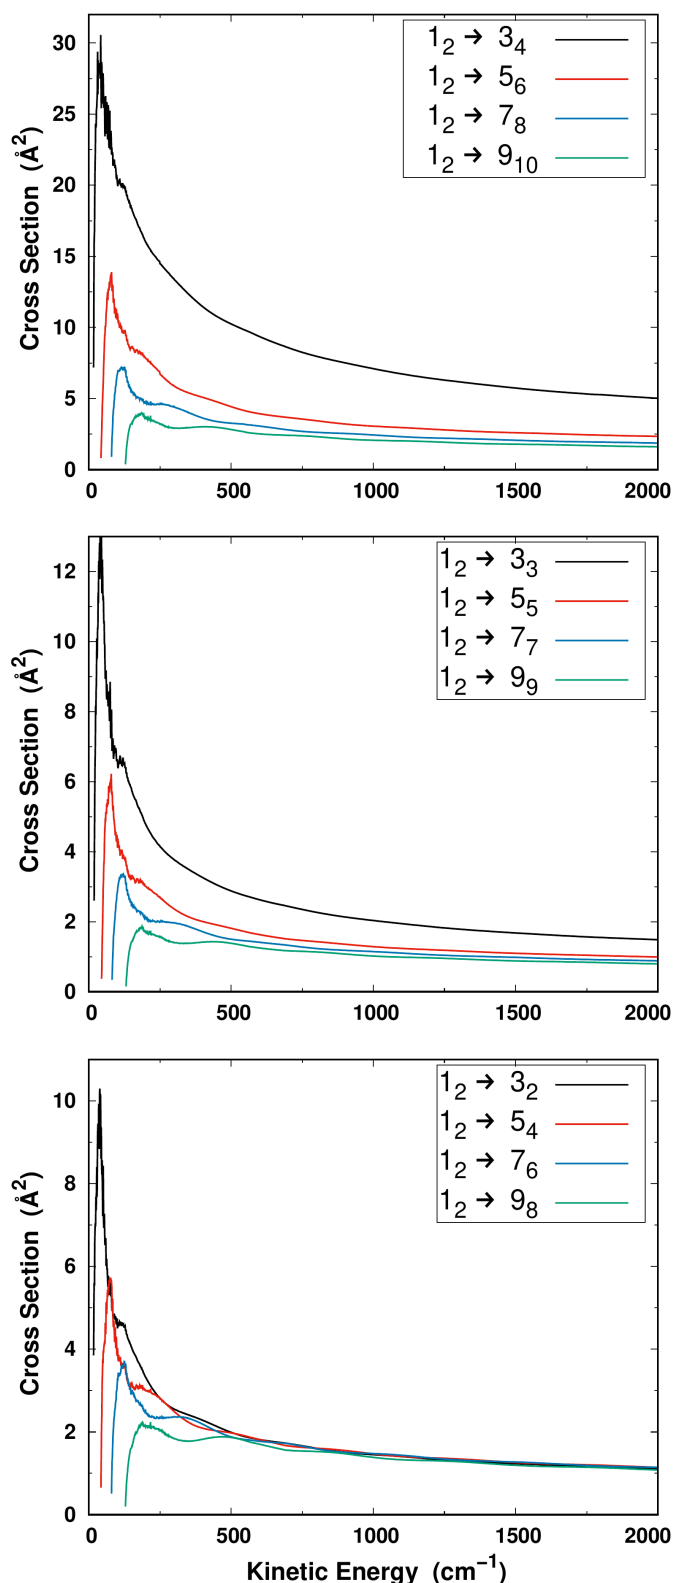 30
25
20
15
10
5
0
Cross Section (Å²)
1₂ → 3₄
1₂ → 5₆
1₂ → 7₈
1₂ → 9₁₀
0 500 1000 1500 2000
12
10
8
6
4
2
0
Cross Section (Å²)
1₂ → 3₃
1₂ → 5₅
1₂ → 7₇
1₂ → 9₉
0 500 1000 1500 2000
10
8
6
4
2
0
Cross Section (Å²)
1₂ → 3₂
1₂ → 5₄
1₂ → 7₆
1₂ → 9₈
0 500 1000 1500 2000
Kinetic Energy (cm⁻¹)